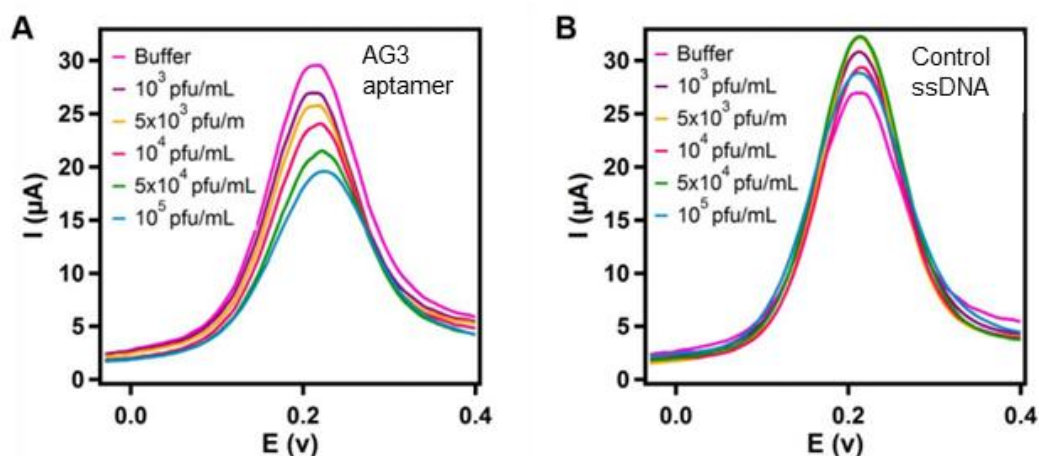 A
AG3
aptamer
Buffer
10³ pfu/mL
5x10³ pfu/m
10⁴ pfu/mL
5x10⁴ pfu/mL
10⁵ pfu/mL
I (µA)
30
25
20
15
10
5
0
0.0
0.2
0.4
E (v)
B
Control
ssDNA
Buffer
10³ pfu/mL
5x10³ pfu/m
10⁴ pfu/mL
5x10⁴ pfu/mL
10⁵ pfu/mL
I (µA)
30
25
20
15
10
5
0
0.0
0.2
0.4
E (v)